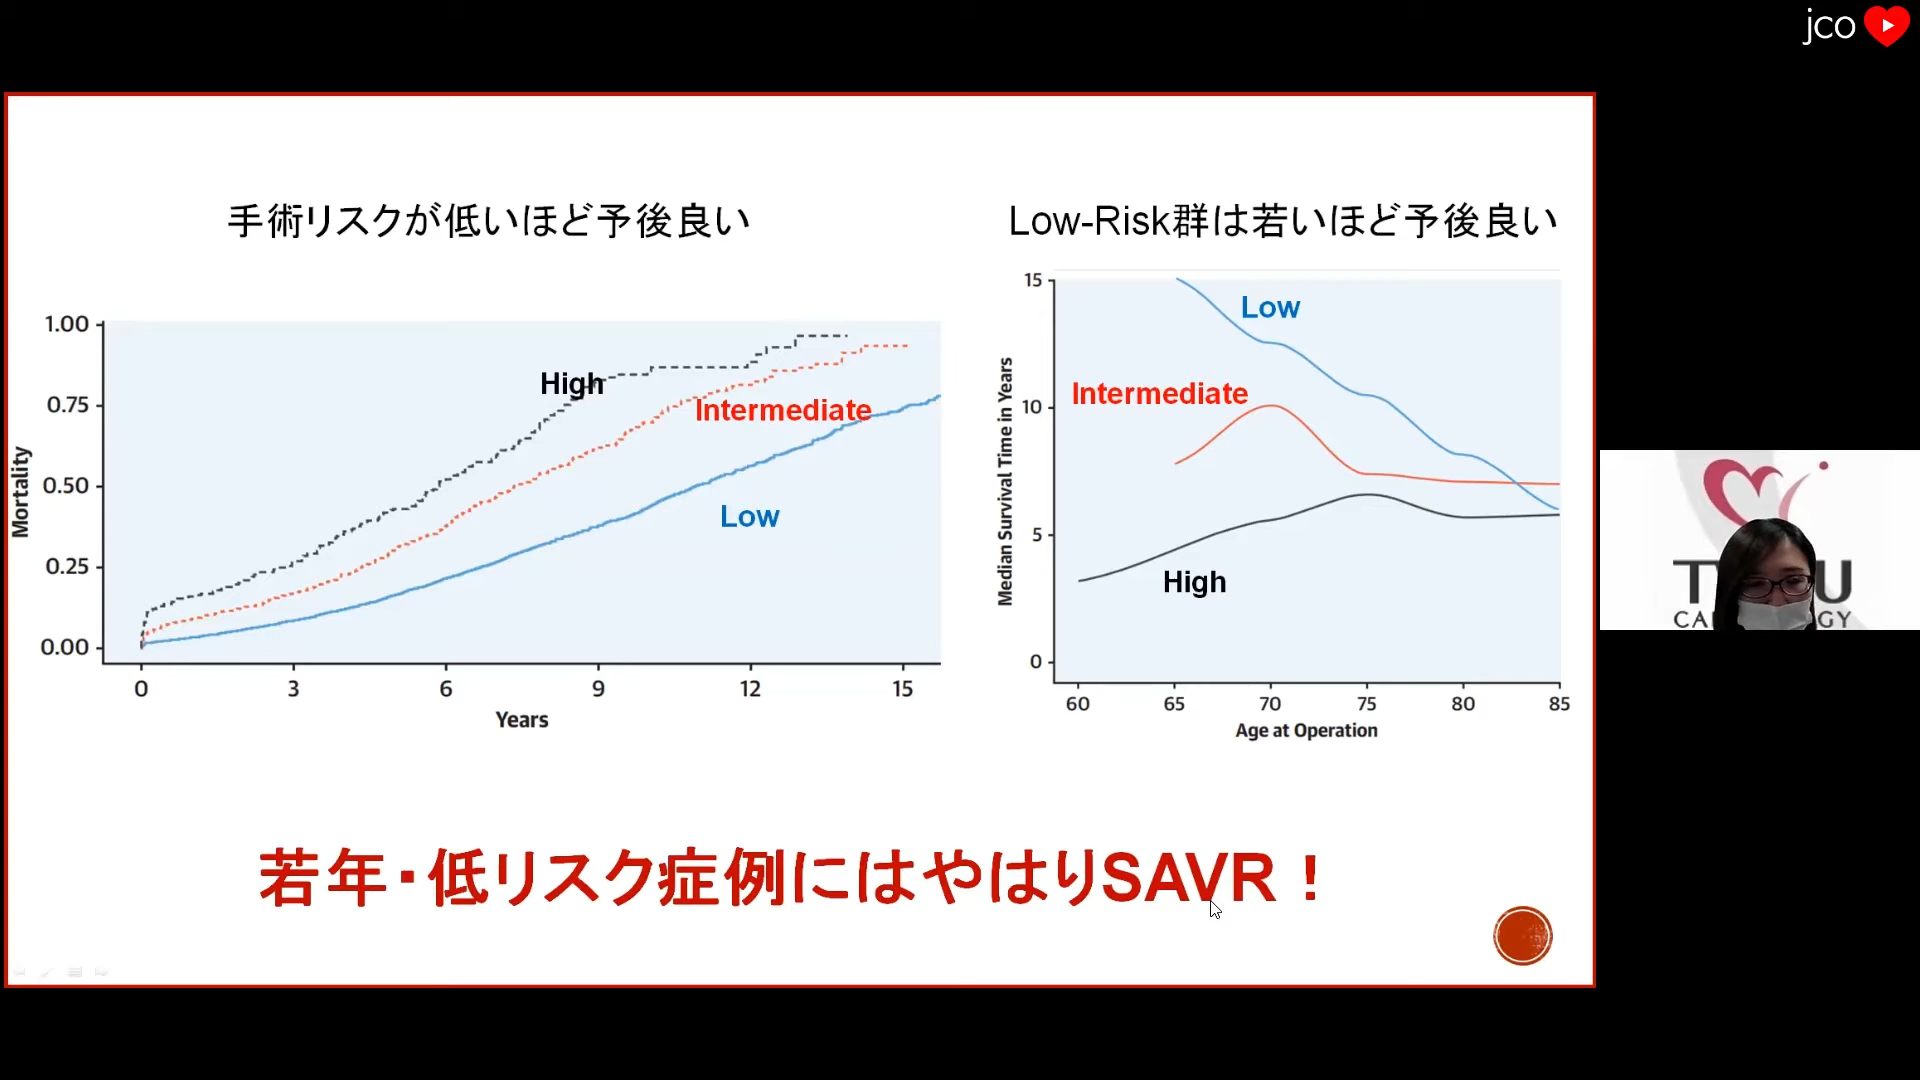 jco
手術リスクが低いほど予後良い
Low-Risk群は若いほど予後良い
Mortality
1.00
0.75
0.50
0.25
0.00
High
Intermediate
Low
0 3 6 9 12 15
Years
Median Survival Time in Years
15
10
5
0
Low
Intermediate
High
60 65 70 75 80 85
Age at Operation
若年・低リスク症例にはやはりSAVR！